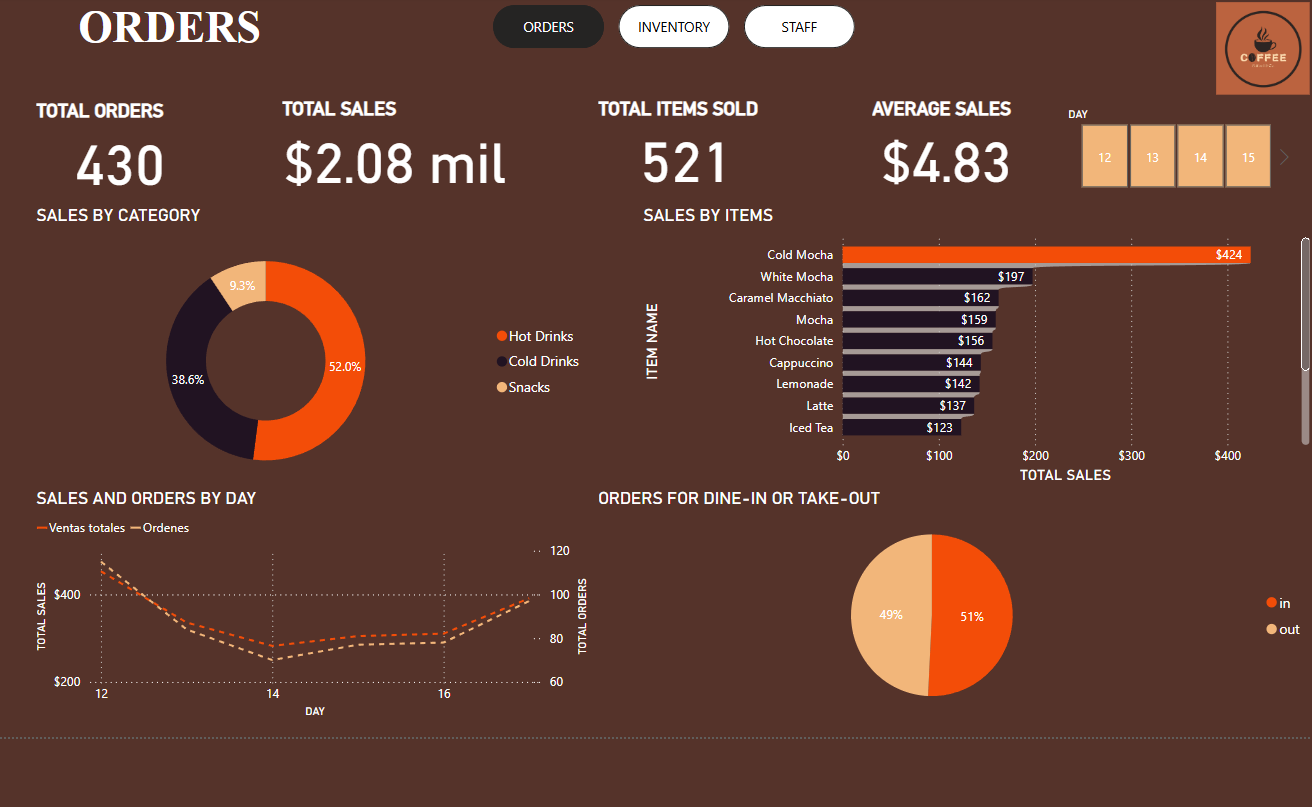 ORDERS
ORDERS
INVENTORY
STAFF
COFFEE
TOTAL ORDERS
430
TOTAL SALES
$2.08 mil
TOTAL ITEMS SOLD
521
AVERAGE SALES
$4.83
DAY
12
13
14
15
SALES BY CATEGORY
9.3%
38.6%
52.0%
Hot Drinks
Cold Drinks
Snacks
SALES BY ITEMS
ITEM NAME
Cold Mocha $424
White Mocha $197
Caramel Macchiato $162
Mocha $159
Hot Chocolate $156
Cappuccino $144
Lemonade $142
Latte $137
Iced Tea $123
$0 $100 $200 $300 $400
TOTAL SALES
SALES AND ORDERS BY DAY
Ventas totales Ordenes
TOTAL SALES
$400
$200
120
100
80
60
TOTAL ORDERS
12 14 16
DAY
ORDERS FOR DINE-IN OR TAKE-OUT
49%
51%
in
out